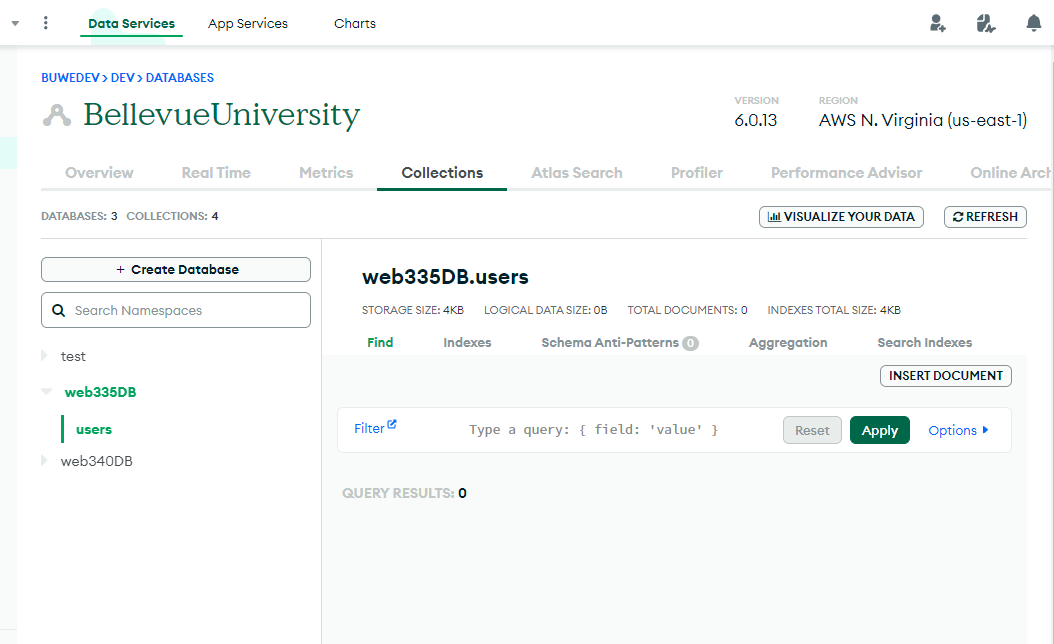 Data Services App Services Charts
BUWEDEV > DEV > DATABASES
BellevueUniversity
VERSION REGION
6.0.13 AWS N. Virginia (us-east-1)
Overview Real Time Metrics Collections Atlas Search Profiler Performance Advisor Online Arch
DATABASES: 3 COLLECTIONS: 4 VISUALIZE YOUR DATA REFRESH
+ Create Database
Search Namespaces
test
web335DB
users
web340DB
web335DB.users
STORAGE SIZE: 4KB LOGICAL DATA SIZE: 0B TOTAL DOCUMENTS: 0 INDEXES TOTAL SIZE: 4KB
Find Indexes Schema Anti-Patterns 0 Aggregation Search Indexes
INSERT DOCUMENT
Filter Type a query: { field: 'value' } Reset Apply Options
QUERY RESULTS: 0